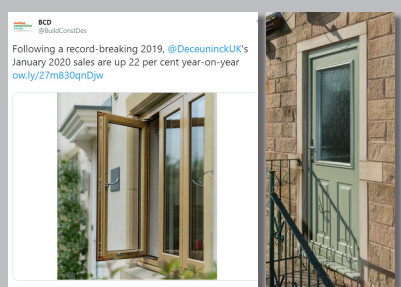 BCD
@BuildConstDes
Following a record-breaking 2019, @DeceuninckUK's
January 2020 sales are up 22 per cent year-on-year
ow.ly/27m830qnDjw